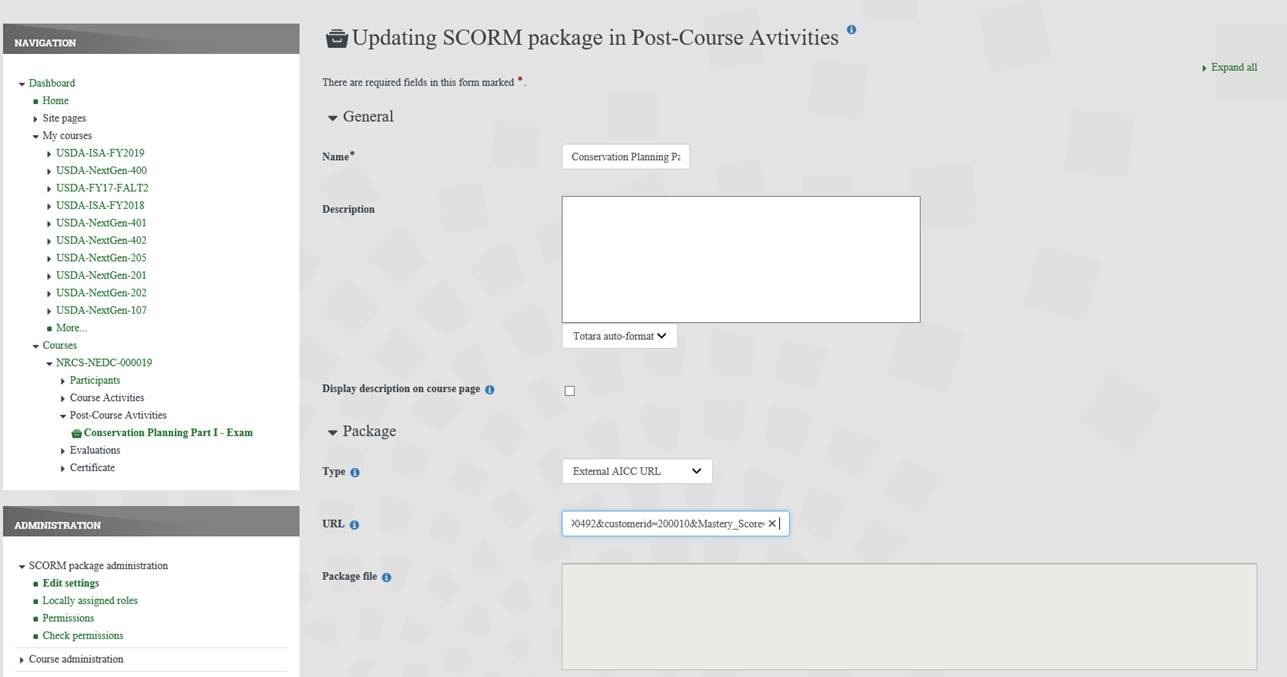 NAVIGATION
Dashboard
Home
Site pages
My courses
USDA-ISA-FY2019
USDA-NextGen-400
USDA-FY17-FALT2
USDA-ISA-FY2018
USDA-NextGen-401
USDA-NextGen-402
USDA-NextGen-205
USDA-NextGen-201
USDA-NextGen-202
USDA-NextGen-107
More...
Courses
NRCS-NEDC-000019
Participants
Course Activities
Post-Course Avtivities
Conservation Planning Part I - Exam
Evaluations
Certificate
ADMINISTRATION
SCORM package administration
Edit settings
Locally assigned roles
Permissions
Check permissions
Course administration
Updating SCORM package in Post-Course Avtivities
Expand all
There are required fields in this form marked *.
General
Name*
Conservation Planning Pa
Description
Totara auto-format
Display description on course page
Package
Type
External AICC URL
URL
90492&customerid=200010&Mastery_Score=
Package file